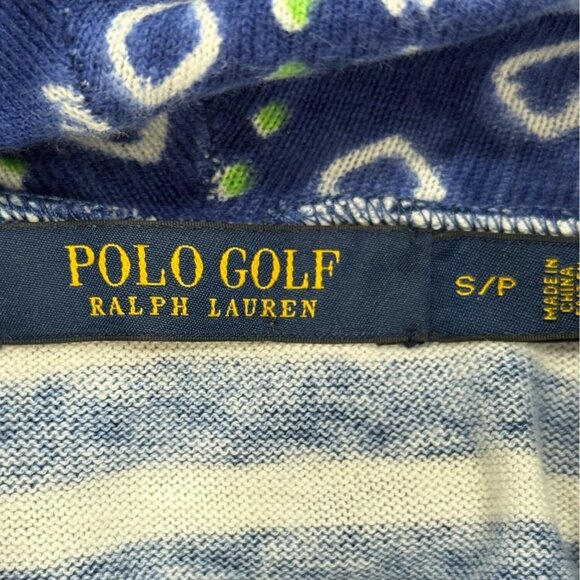 POLO GOLF
RALPH LAUREN
S/P
MADE IN
CHINA